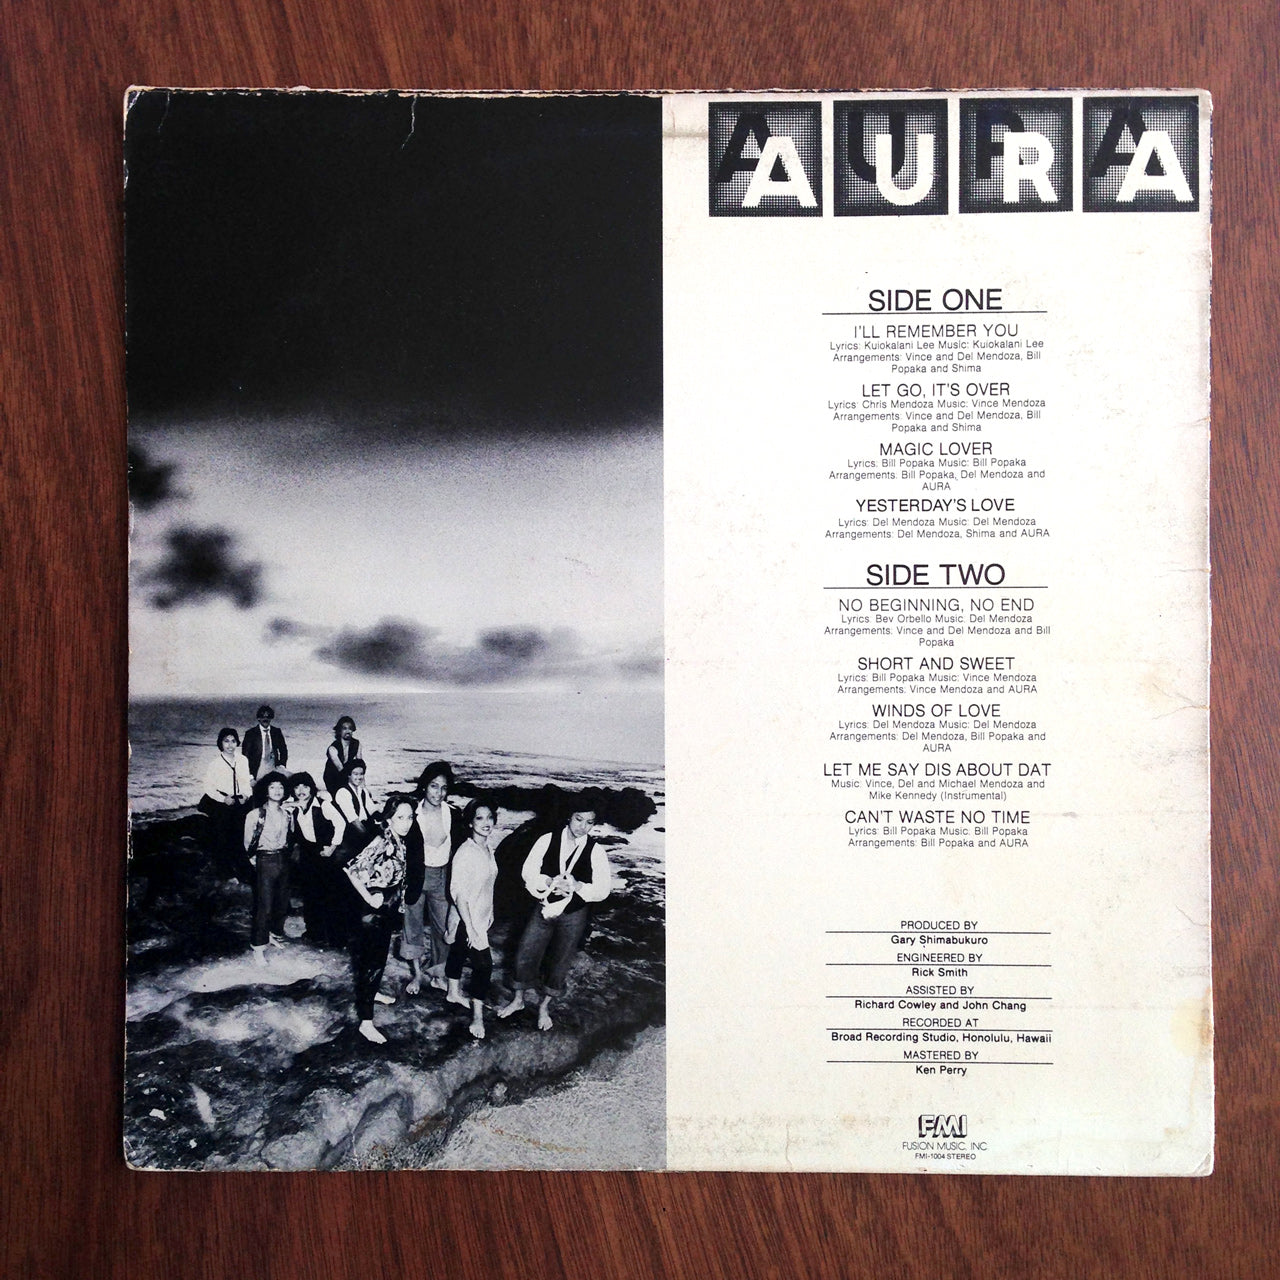 AURA
SIDE ONE
I'LL REMEMBER YOU
Lyrics: Kuiokalani Lee Music: Kuiokalani Lee
Arrangements: Vince and Del Mendoza, Bill
Popaka and Shima
LET GO, IT'S OVER
Lyrics: Chris Mendoza Music: Vince Mendoza
Arrangements: Vince and Del Mendoza, Bill
Popaka and Shima
MAGIC LOVER
Lyrics: Bill Popaka Music: Bill Popaka
Arrangements: Bill Popaka, Del Mendoza and
AURA
YESTERDAY'S LOVE
Lyrics: Del Mendoza Music: Del Mendoza
Arrangements: Del Mendoza, Shima and AURA
SIDE TWO
NO BEGINNING, NO END
Lyrics: Bev Orbello Music: Del Mendoza
Arrangements: Vince and Del Mendoza and Bill
Popaka
SHORT AND SWEET
Lyrics: Bill Popaka Music: Vince Mendoza
Arrangements: Vince Mendoza and AURA
WINDS OF LOVE
Lyrics: Del Mendoza Music: Del Mendoza
Arrangements: Del Mendoza, Bill Popaka and
AURA
LET ME SAY DIS ABOUT DAT
Music: Vince, Del and Michael Mendoza and
Mike Kennedy (Instrumental)
CAN'T WASTE NO TIME
Lyrics: Bill Popaka Music: Bill Popaka
Arrangements: Bill Popaka and AURA
PRODUCED BY
Gary Shimabukuro
ENGINEERED BY
Rick Smith
ASSISTED BY
Richard Cowley and John Chang
RECORDED AT
Broad Recording Studio, Honolulu, Hawaii
MASTERED BY
Ken Perry
FMI
FUSION MUSIC, INC.
FMI-1004 STEREO